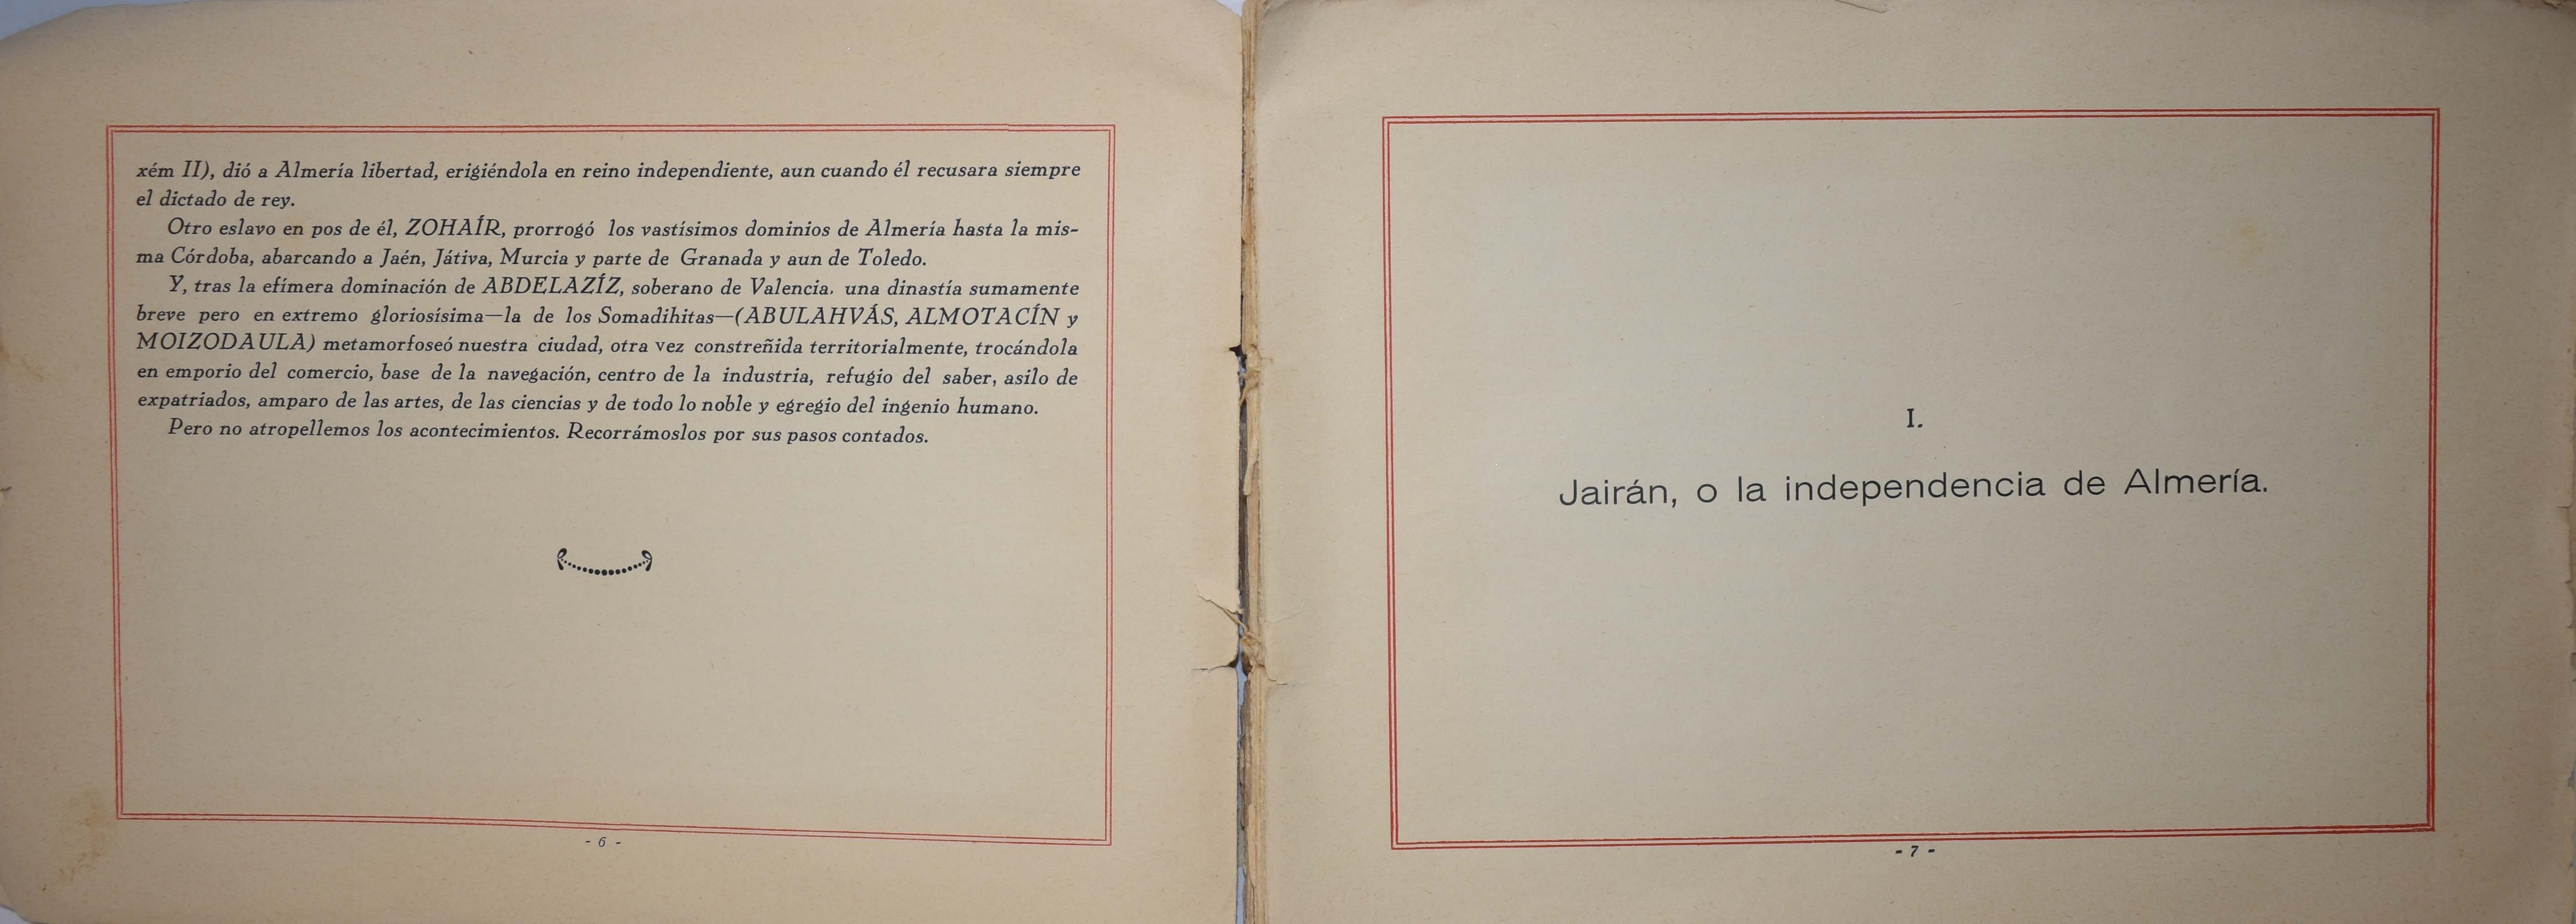 xém II), dió a Almería libertad, erigiéndola en reino independiente, aun cuando él recusara siempre
el dictado de rey.
Otro eslavo en pos de él, ZOHAÍR, prorrogó los vastísimos dominios de Almería hasta la mis-
ma Córdoba, abarcando a Jaén, Játiva, Murcia y parte de Granada y aun de Toledo.
Y, tras la efímera dominación de ABDELAZÍZ, soberano de Valencia. una dinastía sumamente
breve pero en extremo gloriosísima—la de los Somadihitas—(ABULAHVÁS, ALMOTACÍN y
MOIZODAULA) metamorfoseó nuestra ciudad, otra vez constreñida territorialmente, trocándola
en emporio del comercio, base de la navegación, centro de la industria, refugio del saber, asilo de
expatriados, amparo de las artes, de las ciencias y de todo lo noble y egregio del ingenio humano.
Pero no atropellemos los acontecimientos. Recorrámoslos por sus pasos contados.
- 6 -
I.
Jairán, o la independencia de Almería.
- 7 -